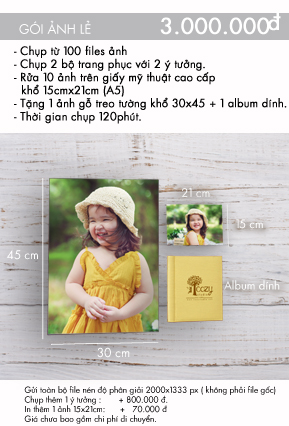 GÓI ẢNH LẺ 3.000.000đ
- Chụp từ 100 files ảnh
- Chụp 2 bộ trang phục với 2 ý tưởng.
- Rửa 10 ảnh trên giấy mỹ thuật cao cấp
khổ 15cmx21cm (A5)
- Tặng 1 ảnh gỗ treo tường khổ 30x45 + 1 album dính.
- Thời gian chụp 120phút.
21 cm
15 cm
45 cm
cozy
Album dính
30 cm
Gửi toàn bộ file nén độ phân giải 2000x1333 px ( không phải file gốc)
Chụp thêm 1 ý tưởng : + 800.000 đ.
In thêm 1 ảnh 15x21cm: + 70.000 đ
Giá chưa bao gồm chi phí di chuyển.